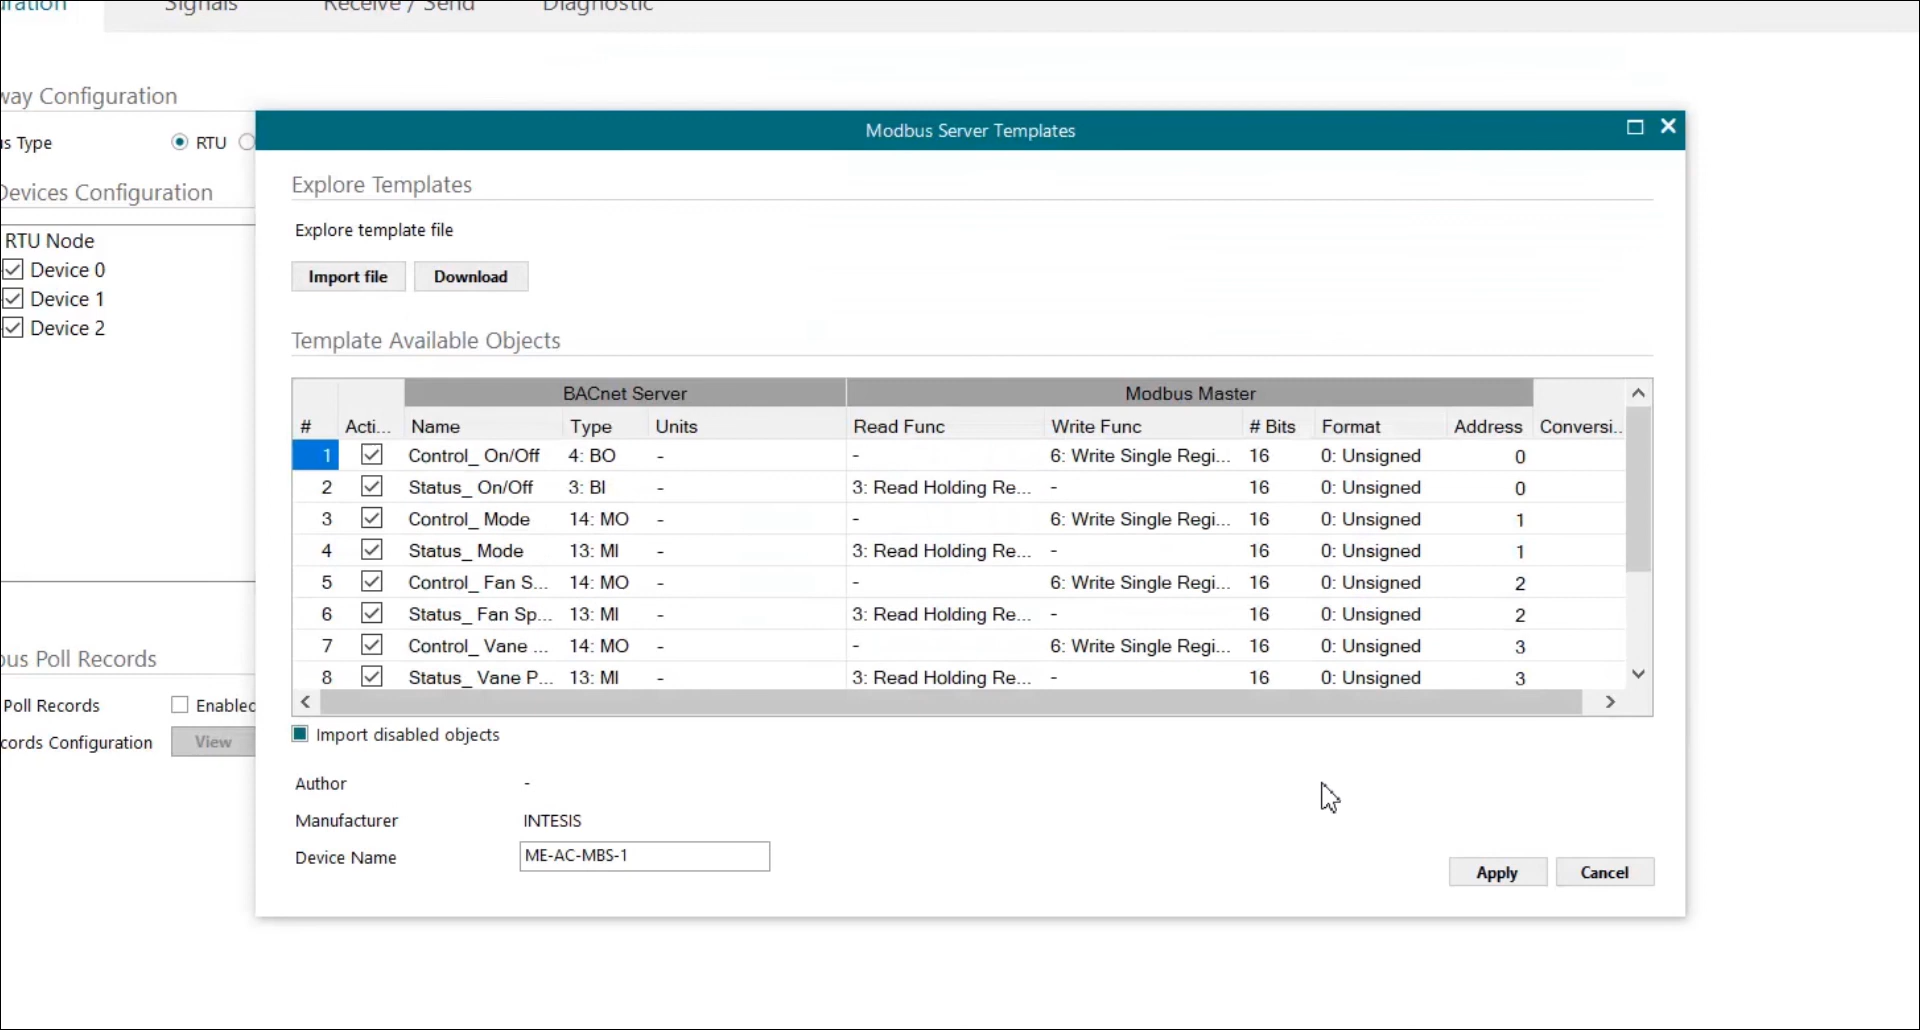 Signals Receive / Send Diagnostic
way Configuration
Modbus Server Templates
Type RTU
Devices Configuration
Explore Templates
Explore template file
RTU Node
Device 0
Device 1
Device 2
Import file Download
Template Available Objects
BACnet Server Modbus Master
# Acti... Name Type Units Read Func Write Func # Bits Format Address Conversi..
1 Control_ On/Off 4: BO - - 6: Write Single Regi... 16 0: Unsigned 0
2 Status_ On/Off 3: BI - 3: Read Holding Re... - 16 0: Unsigned 0
3 Control_ Mode 14: MO - - 6: Write Single Regi... 16 0: Unsigned 1
4 Status_ Mode 13: MI - 3: Read Holding Re... - 16 0: Unsigned 1
5 Control_ Fan S... 14: MO - - 6: Write Single Regi... 16 0: Unsigned 2
6 Status_ Fan Sp... 13: MI - 3: Read Holding Re... - 16 0: Unsigned 2
7 Control_ Vane ... 14: MO - - 6: Write Single Regi... 16 0: Unsigned 3
8 Status_ Vane P... 13: MI - 3: Read Holding Re... - 16 0: Unsigned 3
Poll Records
Poll Records Enabled
cords Configuration View
Import disabled objects
Author -
Manufacturer INTESIS
Device Name ME-AC-MBS-1
Apply Cancel